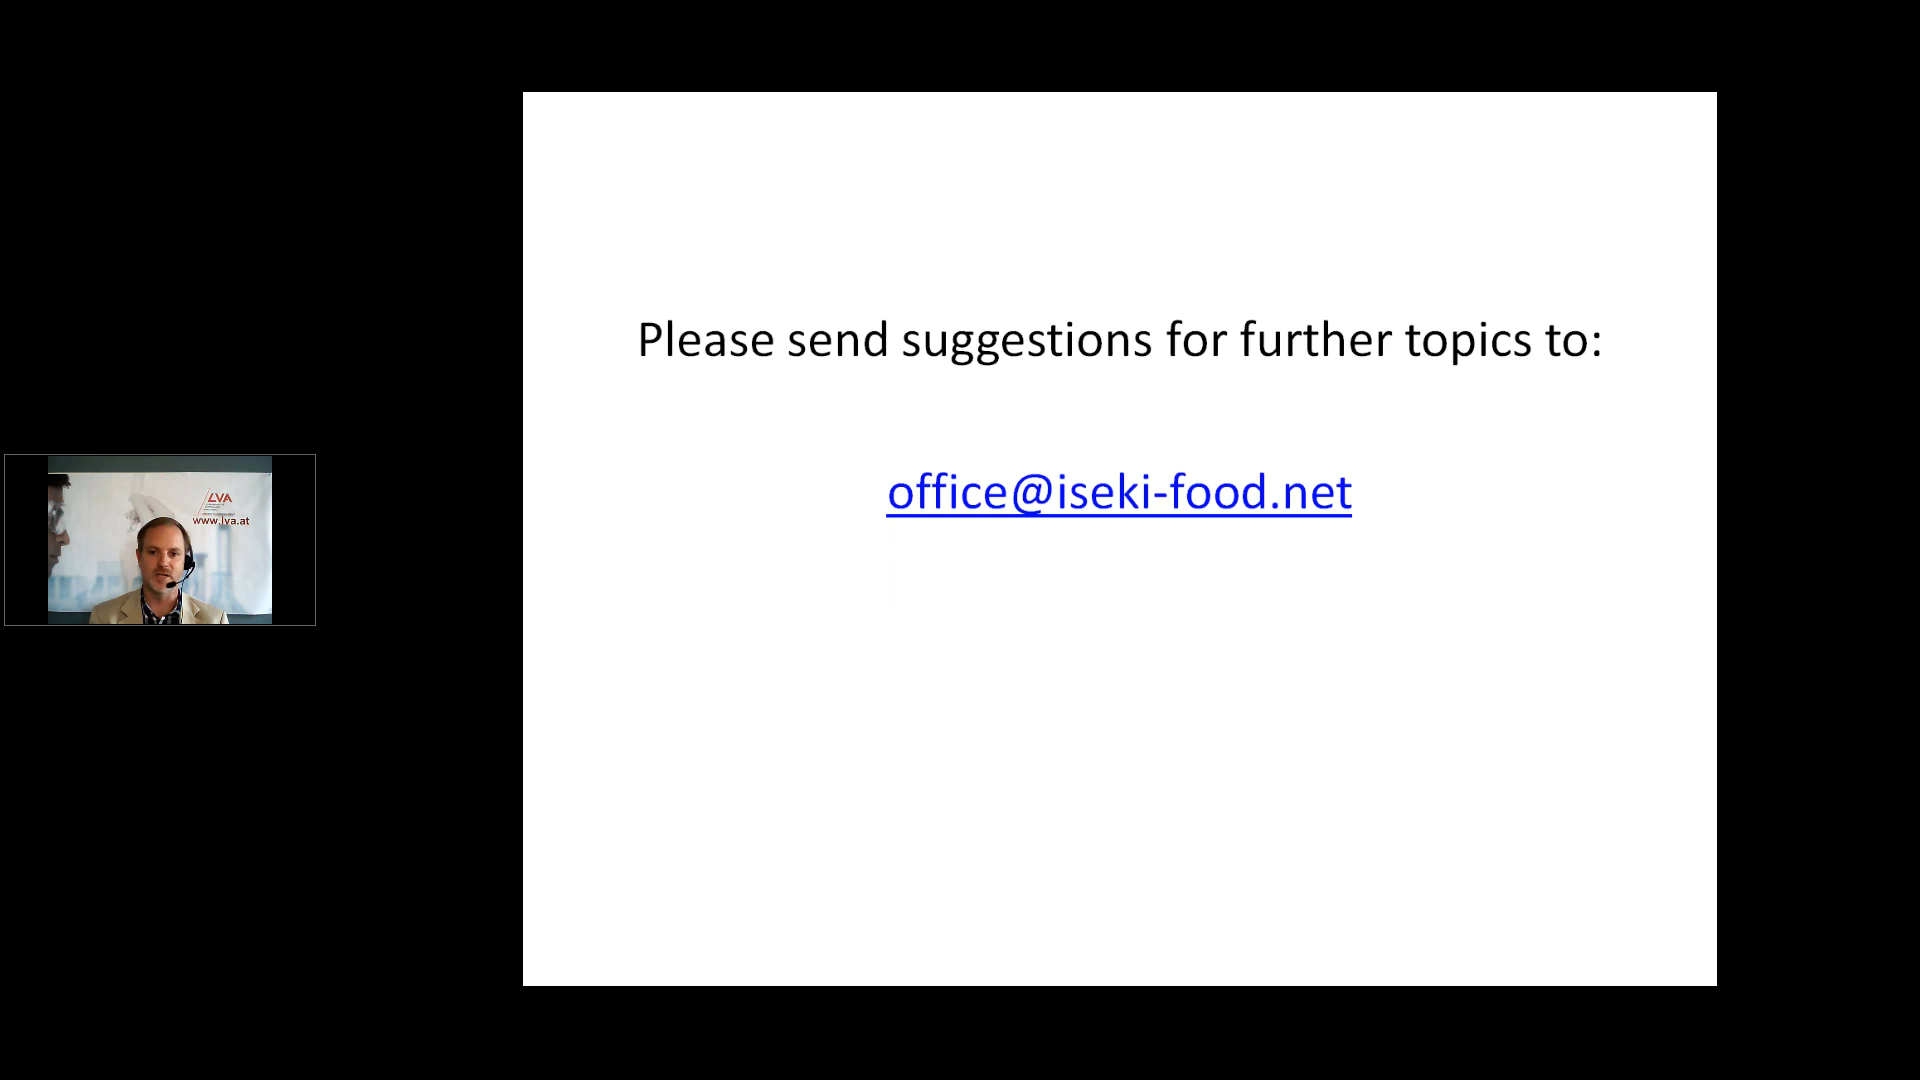 LVA
www.lva.at
Please send suggestions for further topics to:
office@iseki-food.net